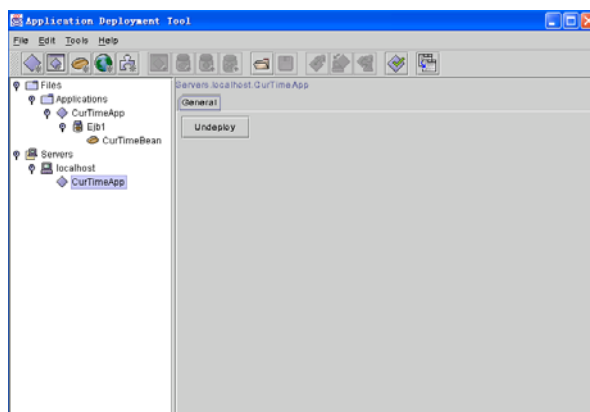 Application Deployment Tool
File Edit Tools Help
Files
Applications
CurTimeApp
Ejb1
CurTimeBean
Servers
localhost
CurTimeApp
Servers.localhost.CurTimeApp
General
Undeploy